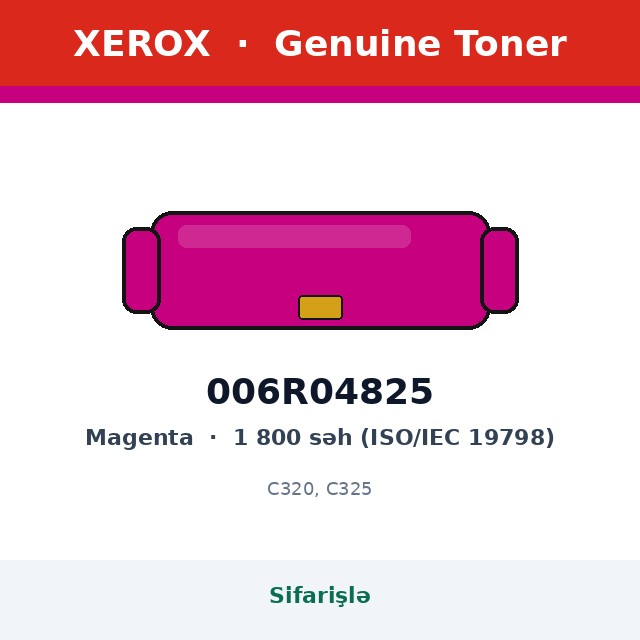 XEROX · Genuine Toner
006R04825
Magenta · 1 800 səh (ISO/IEC 19798)
C320, C325
Sifarişlə